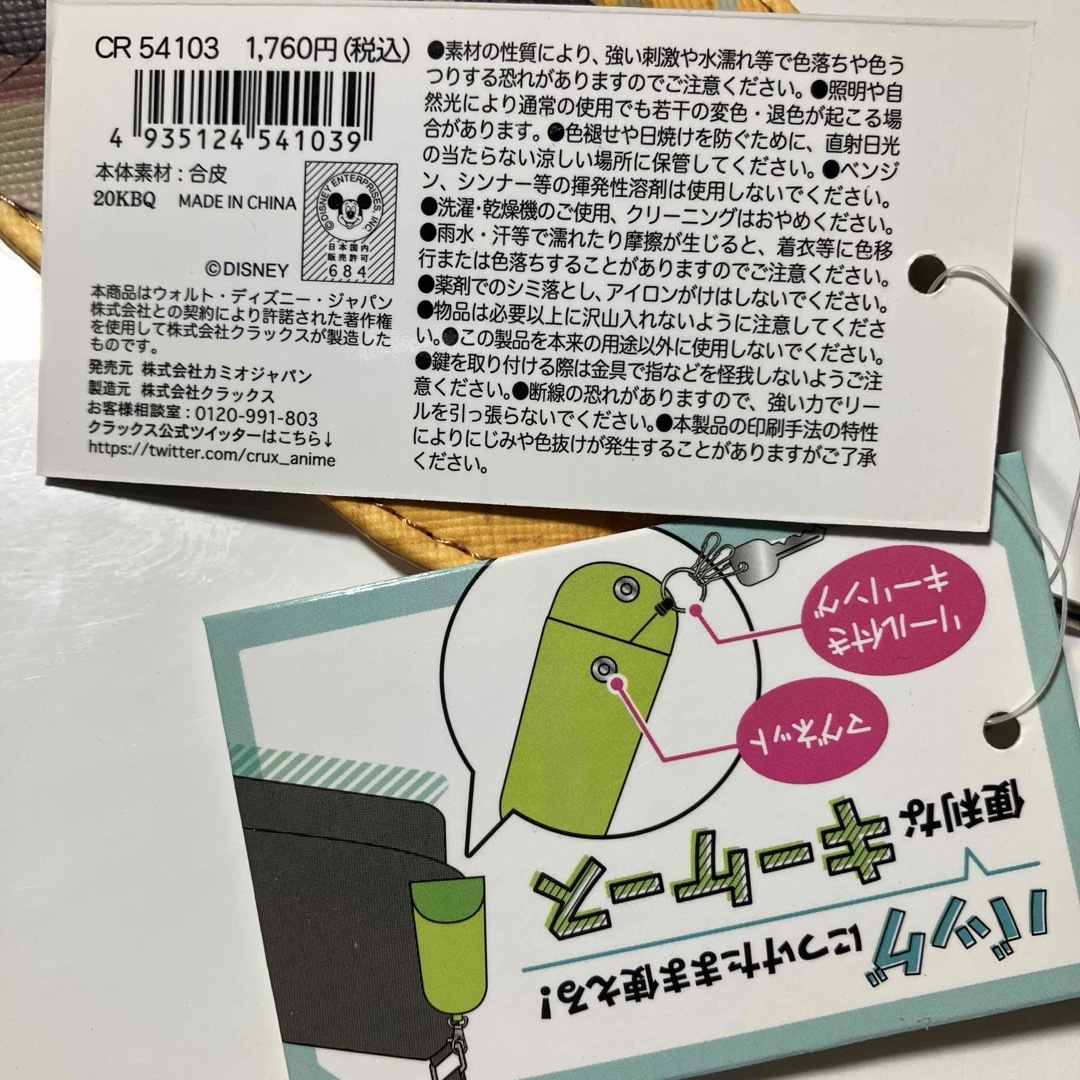 CR 54103 1,760円(税込)
4 935124 541039
本体素材:合皮
20KBQ MADE IN CHINA
©DISNEY ENTERPRISES, INC.
日本国内
販売許可
684
©DISNEY
本商品はウォルト・ディズニー・ジャパン
株式会社との契約により許諾された著作権
を使用して株式会社クラックスが製造した
ものです。
発売元 株式会社カミオジャパン
製造元 株式会社クラックス
お客様相談室:0120-991-803
クラックス公式ツイッターはこちら↓
https://twitter.com/crux_anime
●素材の性質により、強い刺激や水濡れ等で色落ちや色う
つりする恐れがありますのでご注意ください。●照明や自
然光により通常の使用でも若干の変色・退色が起こる場
合があります。●色褪せや日焼けを防ぐために、直射日光
の当たらない涼しい場所に保管してください。●ベンジ
ン、シンナー等の揮発性溶剤は使用しないでください。
●洗濯・乾燥機のご使用、クリーニングはおやめください。
●雨水・汗等で濡れたり摩擦が生じると、着衣等に色移
行または色落ちすることがありますのでご注意ください。
●薬剤でのシミ落とし、アイロンがけはしないでください。
●物品は必要以上に沢山入れないように注意してくださ
い。●この製品を本来の用途以外に使用しないでください。
●鍵を取り付ける際は金具で指などを怪我しないようご注
意ください。●断線の恐れがありますので、強い力でリー
ルを引っ張らないでください。●本製品の印刷手法の特性
によりにじみや色抜けが発生することがありますがご了承
ください。
バッグにつけたまま使える!
便利なキーケース
マグネット
リール付き
キーリング